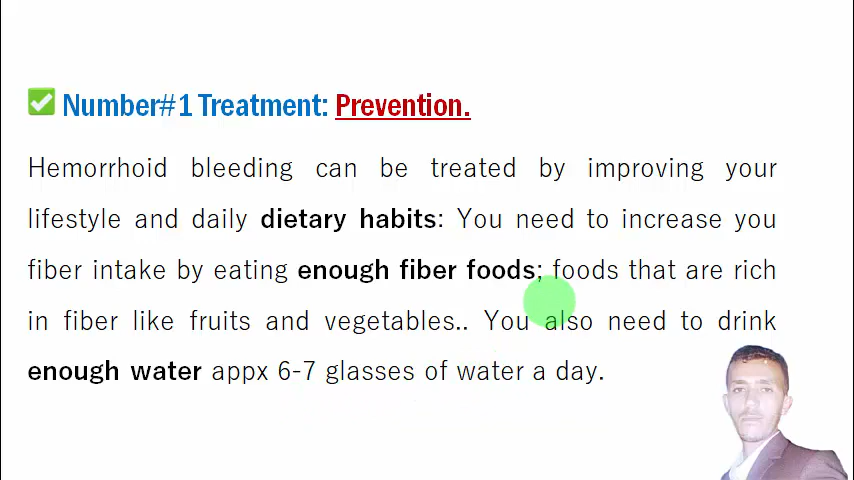 ✅ Number#1 Treatment: Prevention.
Hemorrhoid bleeding can be treated by improving your
lifestyle and daily dietary habits: You need to increase you
fiber intake by eating enough fiber foods; foods that are rich
in fiber like fruits and vegetables.. You also need to drink
enough water appx 6-7 glasses of water a day.